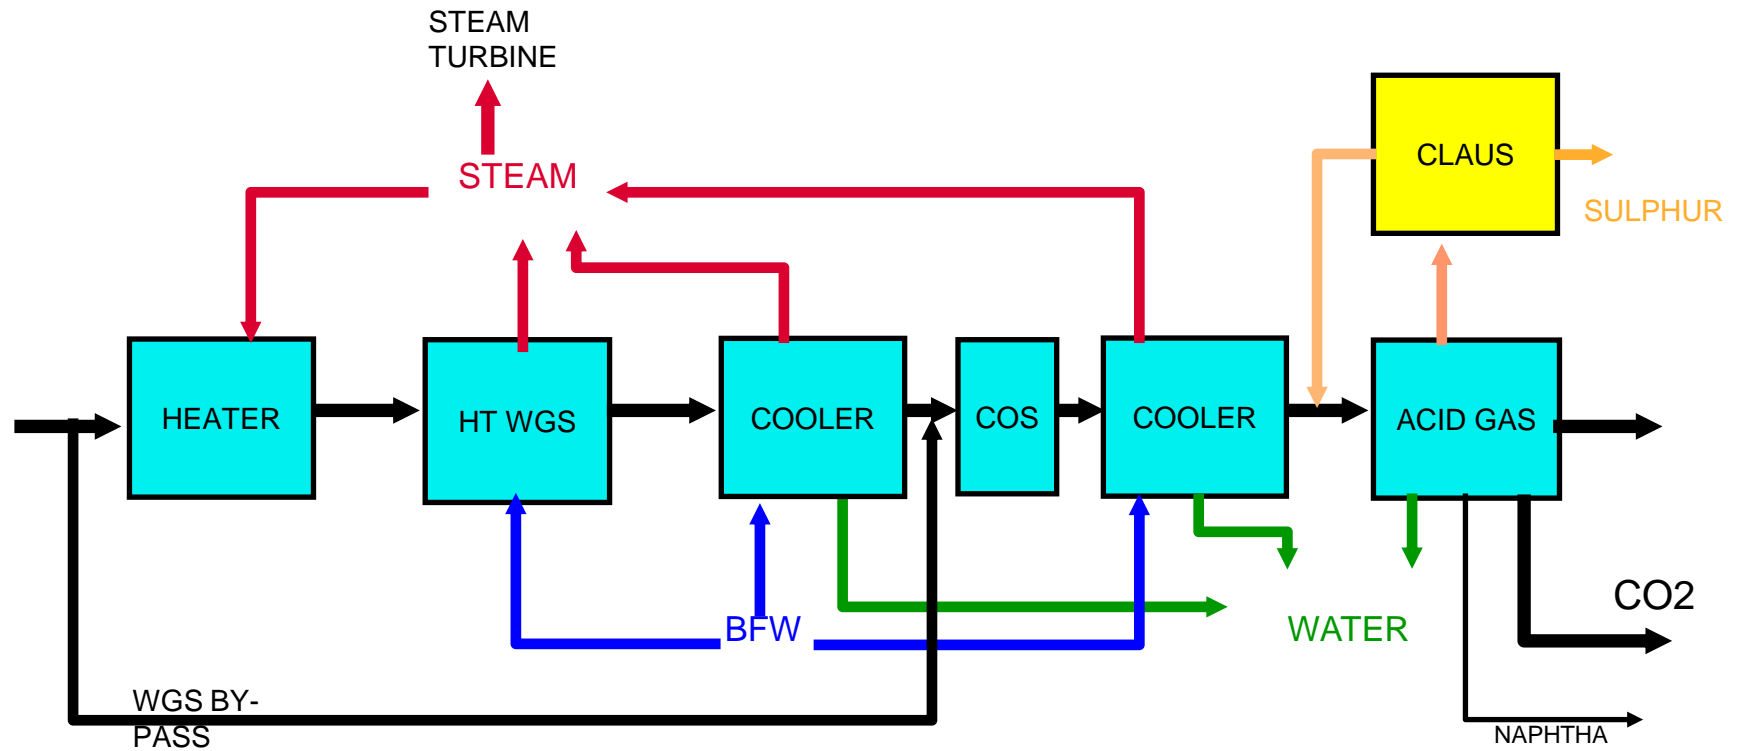 STEAM
TURBINE
STEAM
CLAUS
SULPHUR
HEATER
HT WGS
COOLER
COS
COOLER
ACID GAS
CO2
BFW
WATER
WGS BY-
PASS
NAPHTHA